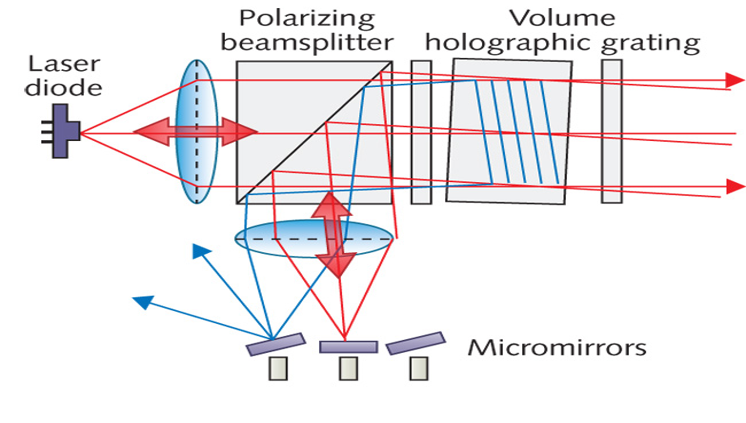 Polarizing
beamsplitter
Volume
holographic grating
Laser
diode
Micromirrors